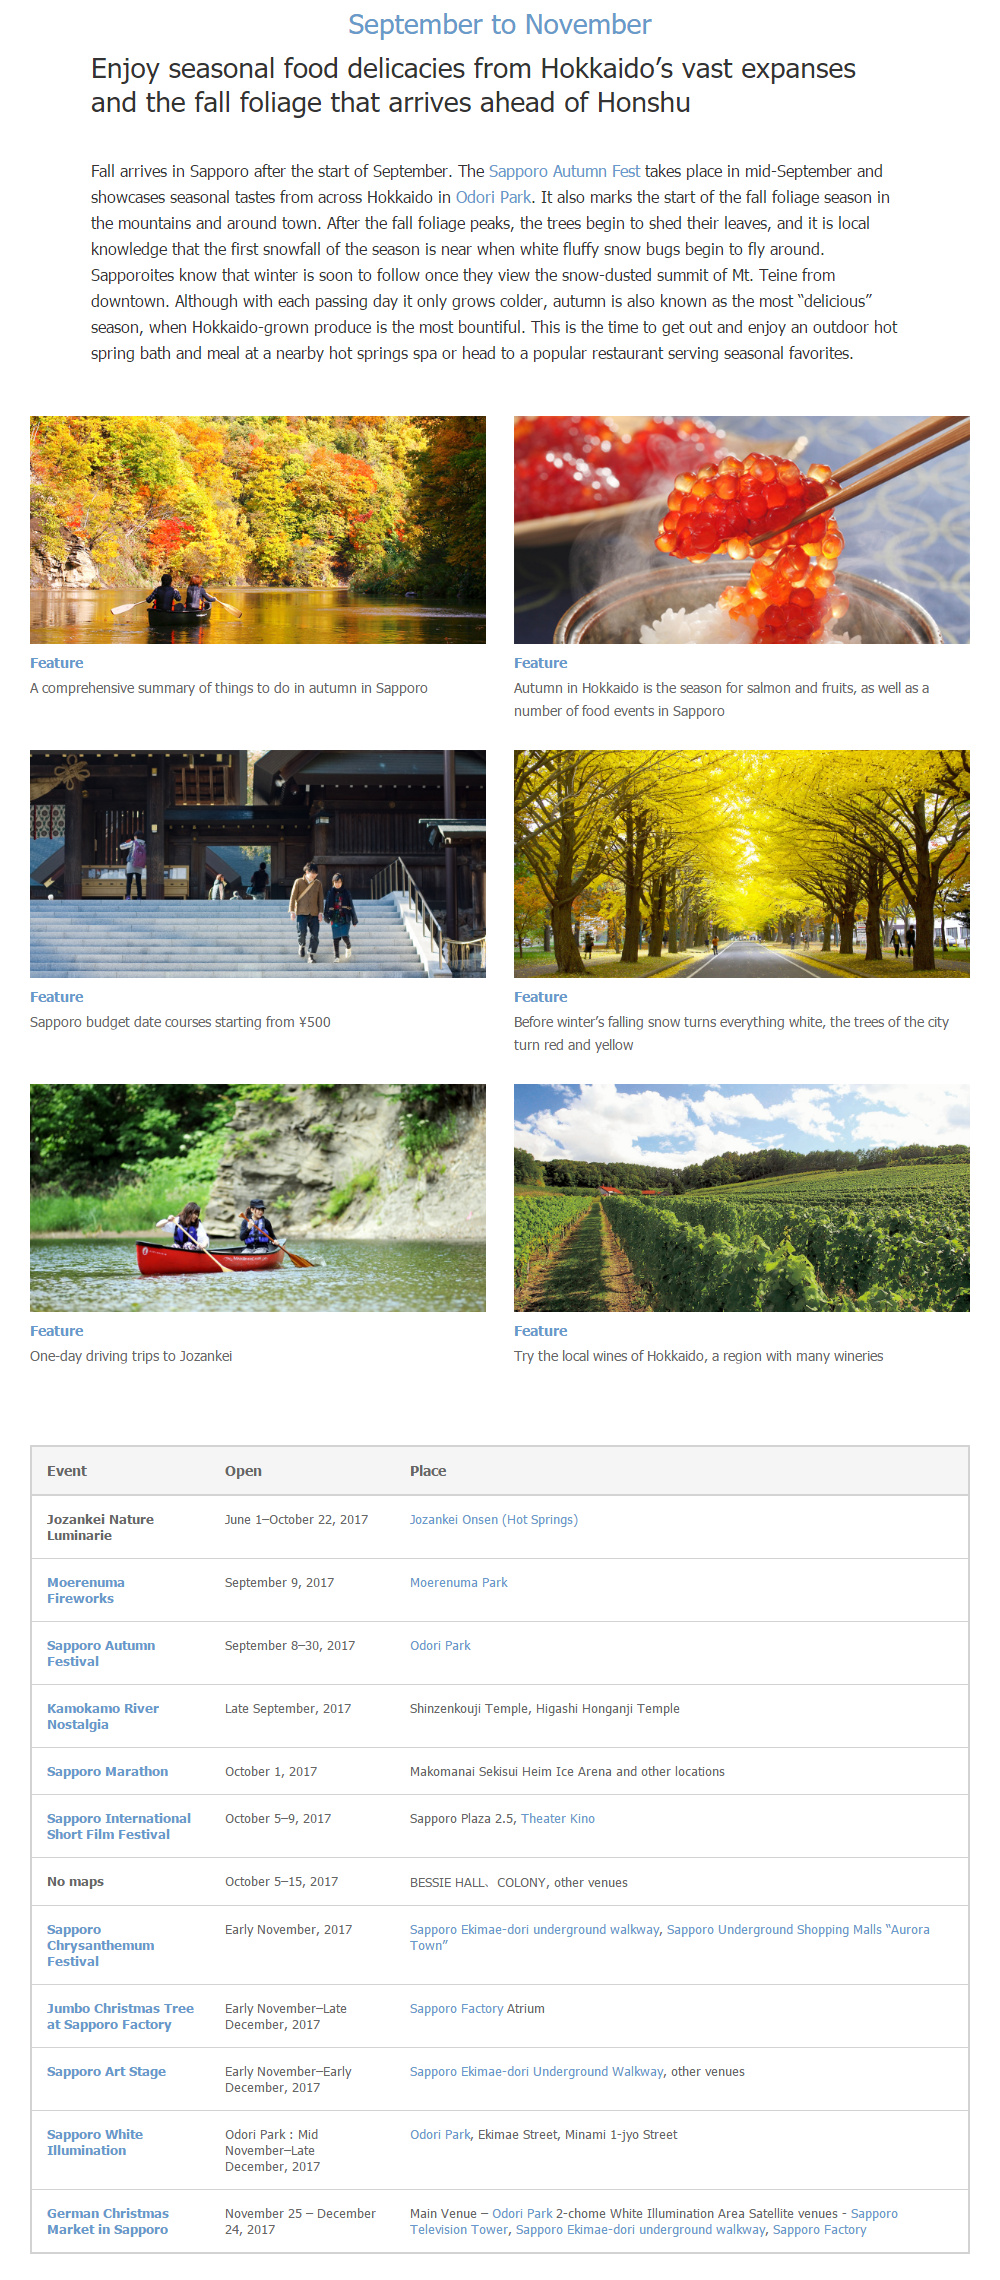 September to November
Enjoy seasonal food delicacies from Hokkaido’s vast expanses
and the fall foliage that arrives ahead of Honshu
Fall arrives in Sapporo after the start of September. The Sapporo Autumn Fest takes place in mid-September and
showcases seasonal tastes from across Hokkaido in Odori Park. It also marks the start of the fall foliage season in
the mountains and around town. After the fall foliage peaks, the trees begin to shed their leaves, and it is local
knowledge that the first snowfall of the season is near when white fluffy snow bugs begin to fly around.
Sapporoites know that winter is soon to follow once they view the snow-dusted summit of Mt. Teine from
downtown. Although with each passing day it only grows colder, autumn is also known as the most “delicious”
season, when Hokkaido-grown produce is the most bountiful. This is the time to get out and enjoy an outdoor hot
spring bath and meal at a nearby hot springs spa or head to a popular restaurant serving seasonal favorites.
Feature
A comprehensive summary of things to do in autumn in Sapporo
Feature
Autumn in Hokkaido is the season for salmon and fruits, as well as a
number of food events in Sapporo
Feature
Sapporo budget date courses starting from ¥500
Feature
Before winter’s falling snow turns everything white, the trees of the city
turn red and yellow
Feature
One-day driving trips to Jozankei
Feature
Try the local wines of Hokkaido, a region with many wineries
Event Open Place
Jozankei Nature
Luminarie
June 1–October 22, 2017
Jozankei Onsen (Hot Springs)
Moerenuma
Fireworks
September 9, 2017
Moerenuma Park
Sapporo Autumn
Festival
September 8–30, 2017
Odori Park
Kamokamo River
Nostalgia
Late September, 2017
Shinzenkouji Temple, Higashi Honganji Temple
Sapporo Marathon
October 1, 2017
Makomanai Sekisui Heim Ice Arena and other locations
Sapporo International
Short Film Festival
October 5–9, 2017
Sapporo Plaza 2.5, Theater Kino
No maps
October 5–15, 2017
BESSIE HALL、COLONY, other venues
Sapporo
Chrysanthemum
Festival
Early November, 2017
Sapporo Ekimae-dori underground walkway, Sapporo Underground Shopping Malls “Aurora
Town”
Jumbo Christmas Tree
at Sapporo Factory
Early November–Late
December, 2017
Sapporo Factory Atrium
Sapporo Art Stage
Early November–Early
December, 2017
Sapporo Ekimae-dori Underground Walkway, other venues
Sapporo White
Illumination
Odori Park : Mid
November–Late
December, 2017
Odori Park, Ekimae Street, Minami 1-jyo Street
German Christmas
Market in Sapporo
November 25 – December
24, 2017
Main Venue – Odori Park 2-chome White Illumination Area Satellite venues - Sapporo
Television Tower, Sapporo Ekimae-dori underground walkway, Sapporo Factory